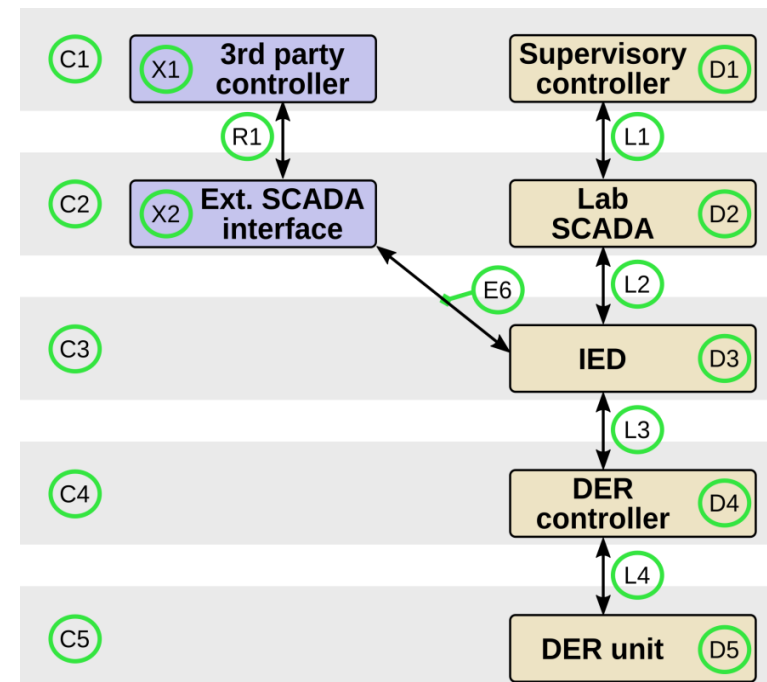 C1
X1
3rd party
controller
Supervisory
controller
D1
R1
L1
C2
X2
Ext. SCADA
interface
Lab
SCADA
D2
E6
L2
C3
IED
D3
L3
C4
DER
controller
D4
L4
C5
DER unit
D5